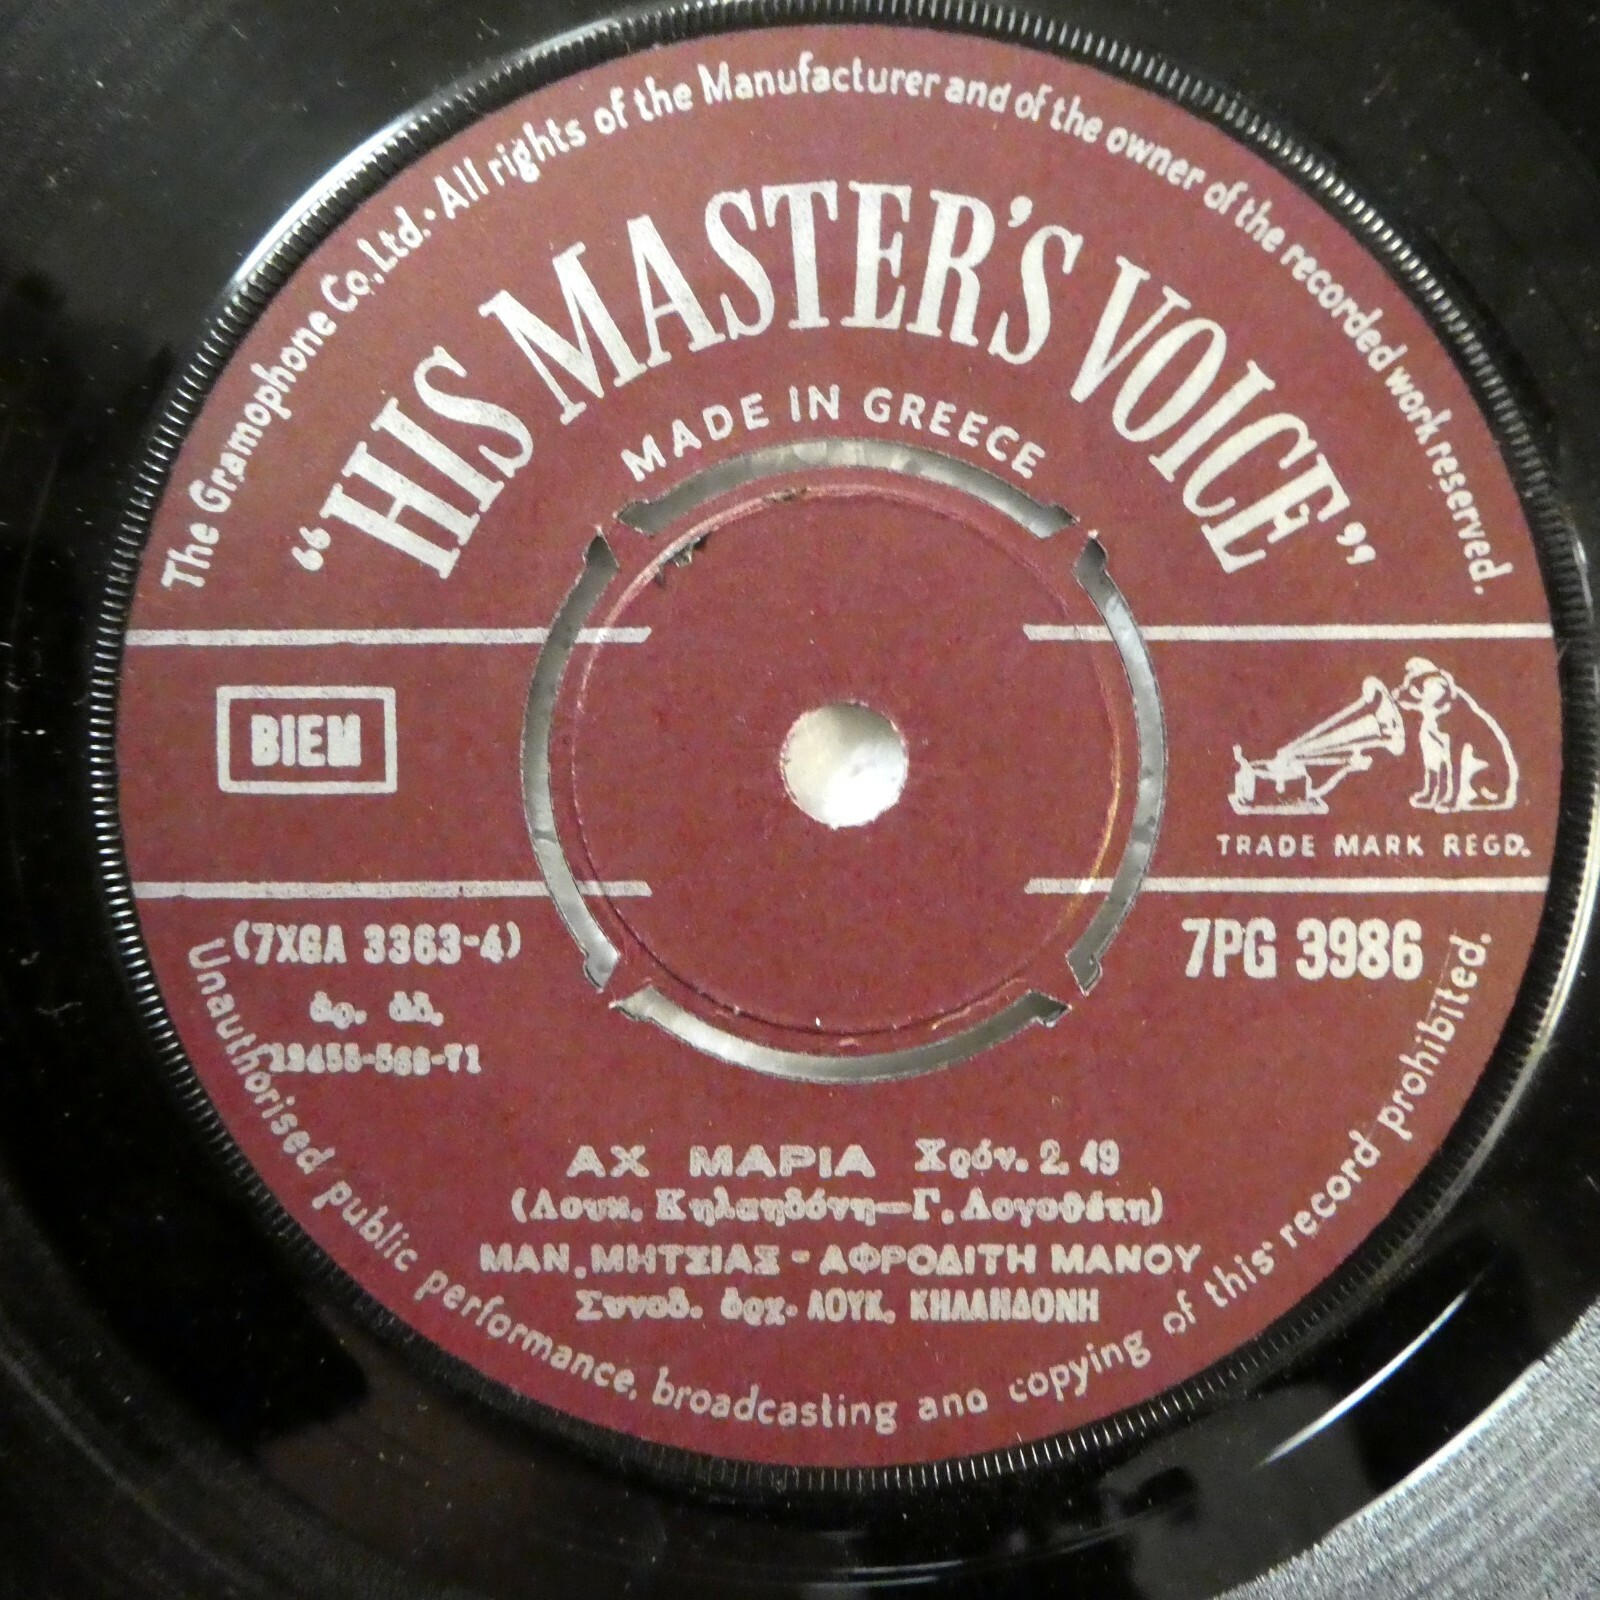 The Gramophone Co. Ltd. · All rights of the Manufacturer and of the owner of the recorded work reserved.
"HIS MASTER'S VOICE"
MADE IN GREECE
BIEM
TRADE MARK REGD.
(7XGA 3363-4)
7PG 3986
ἀρ. ἀδ.
ΑΧ ΜΑΡΙΑ Χρόν. 2.49
(Λουκ. Κηλαηδόνη—Γ. Λογοθέτη)
ΜΑΝ. ΜΗΤΣΙΑΣ - ΑΦΡΟΔΙΤΗ ΜΑΝΟΥ
Συνοδ. ὀρχ. ΛΟΥΚ. ΚΗΛΑΗΔΟΝΗ
Unauthorised public performance, broadcasting and copying of this record prohibited.